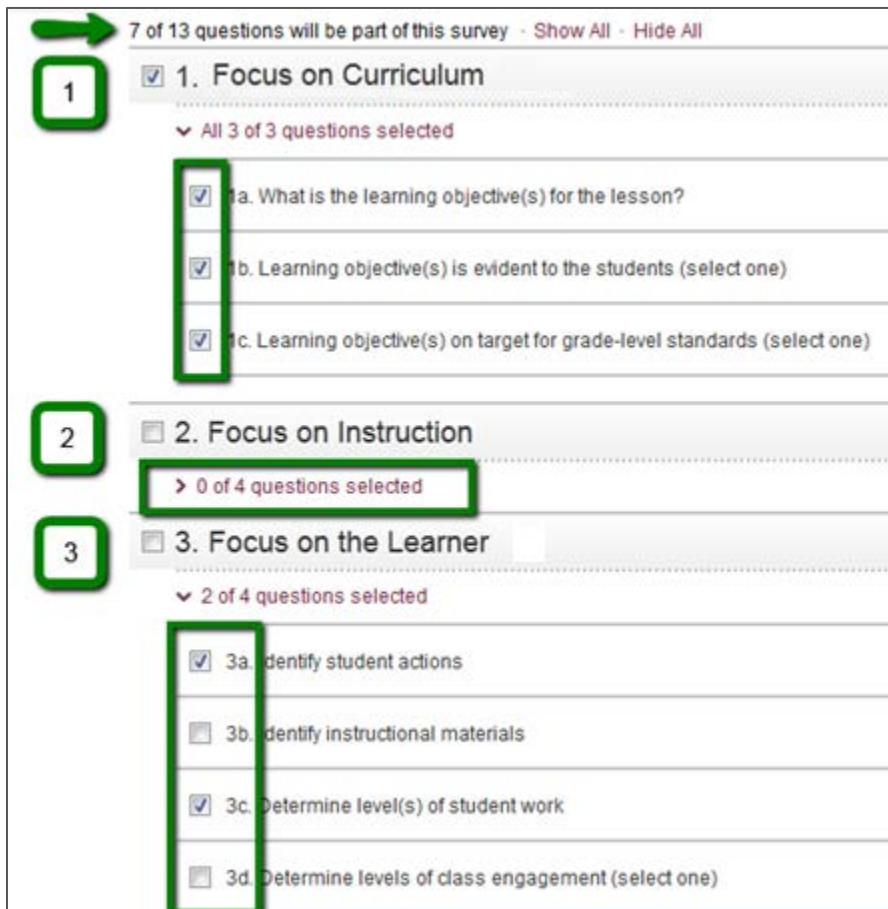 7 of 13 questions will be part of this survey - Show All - Hide All
1
1. Focus on Curriculum
All 3 of 3 questions selected
1a. What is the learning objective(s) for the lesson?
1b. Learning objective(s) is evident to the students (select one)
1c. Learning objective(s) on target for grade-level standards (select one)
2
2. Focus on Instruction
0 of 4 questions selected
3
3. Focus on the Learner
2 of 4 questions selected
3a. Identify student actions
3b. Identify instructional materials
3c. Determine level(s) of student work
3d. Determine levels of class engagement (select one)